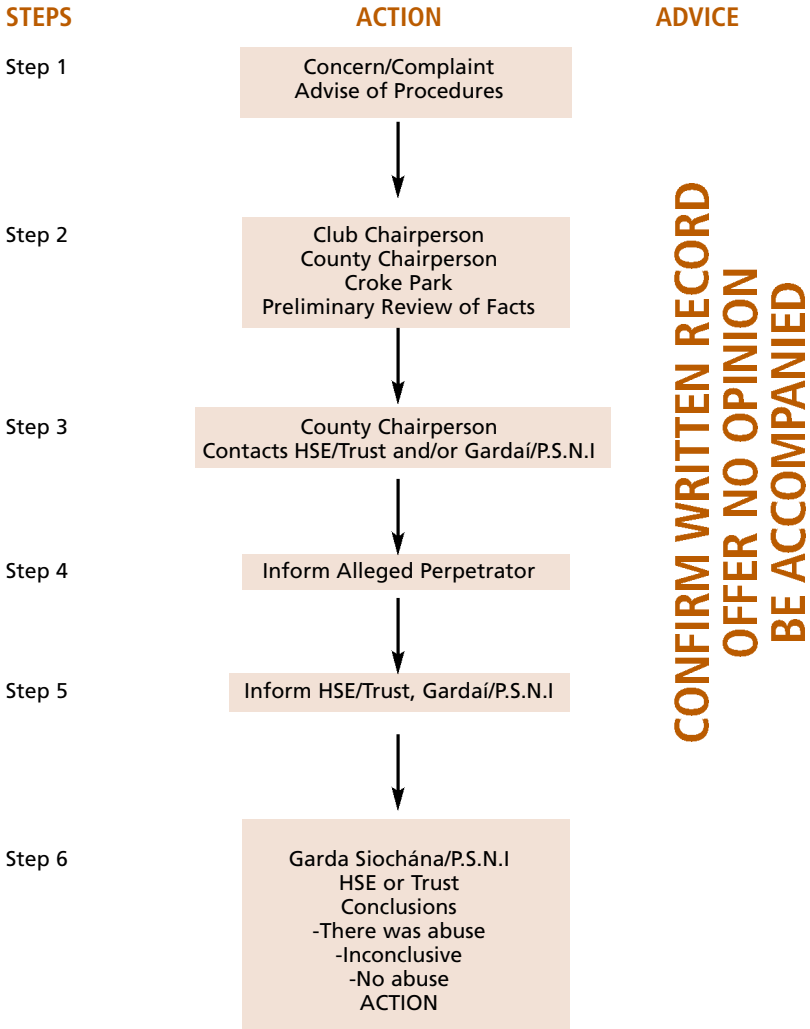 STEPS ACTION ADVICE
Step 1
Concern/Complaint
Advise of Procedures
Step 2
Club Chairperson
County Chairperson
Croke Park
Preliminary Review of Facts
Step 3
County Chairperson
Contacts HSE/Trust and/or Gardaí/P.S.N.I
Step 4
Inform Alleged Perpetrator
Step 5
Inform HSE/Trust, Gardaí/P.S.N.I
Step 6
Garda Siochána/P.S.N.I
HSE or Trust
Conclusions
-There was abuse
-Inconclusive
-No abuse
ACTION
CONFIRM WRITTEN RECORD
OFFER NO OPINION
BE ACCOMPANIED